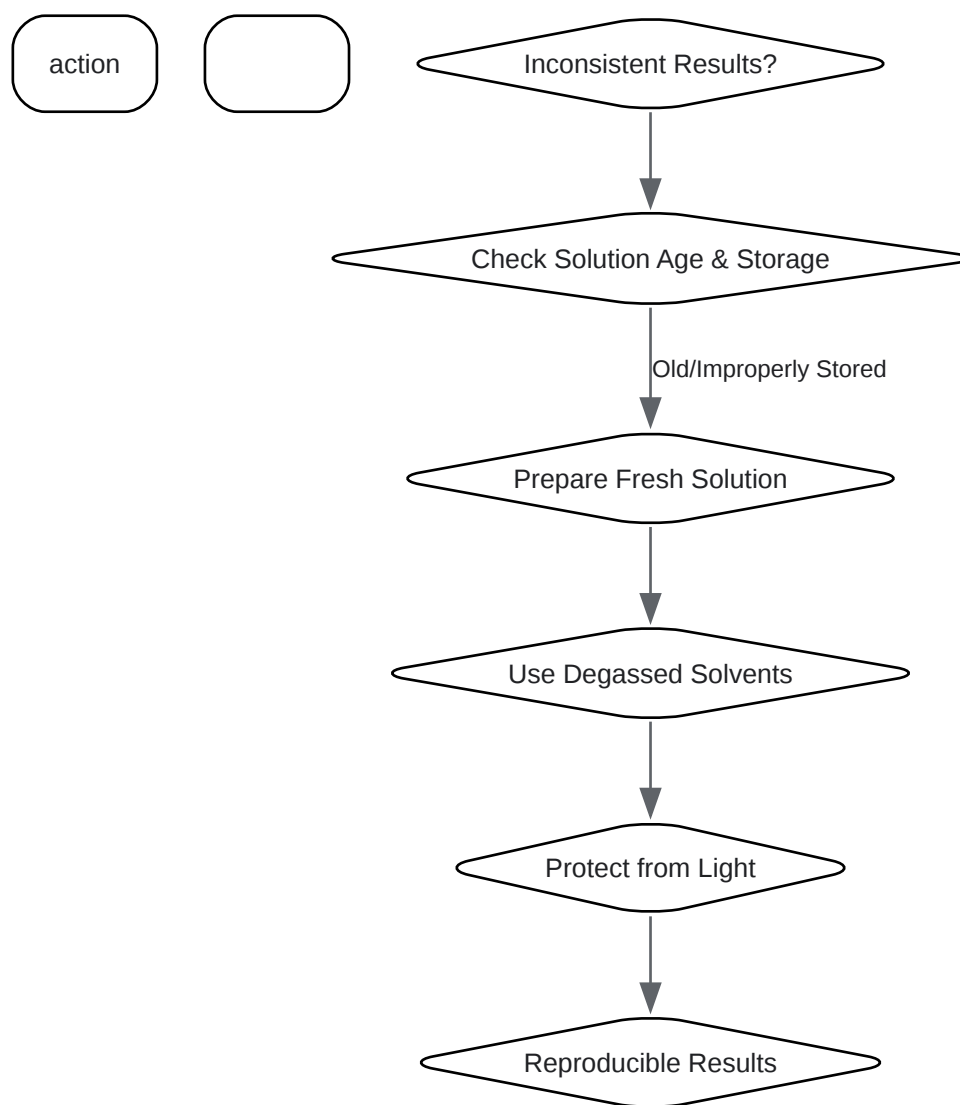 action
Inconsistent Results?
Check Solution Age & Storage
Old/Improperly Stored
Prepare Fresh Solution
Use Degassed Solvents
Protect from Light
Reproducible Results